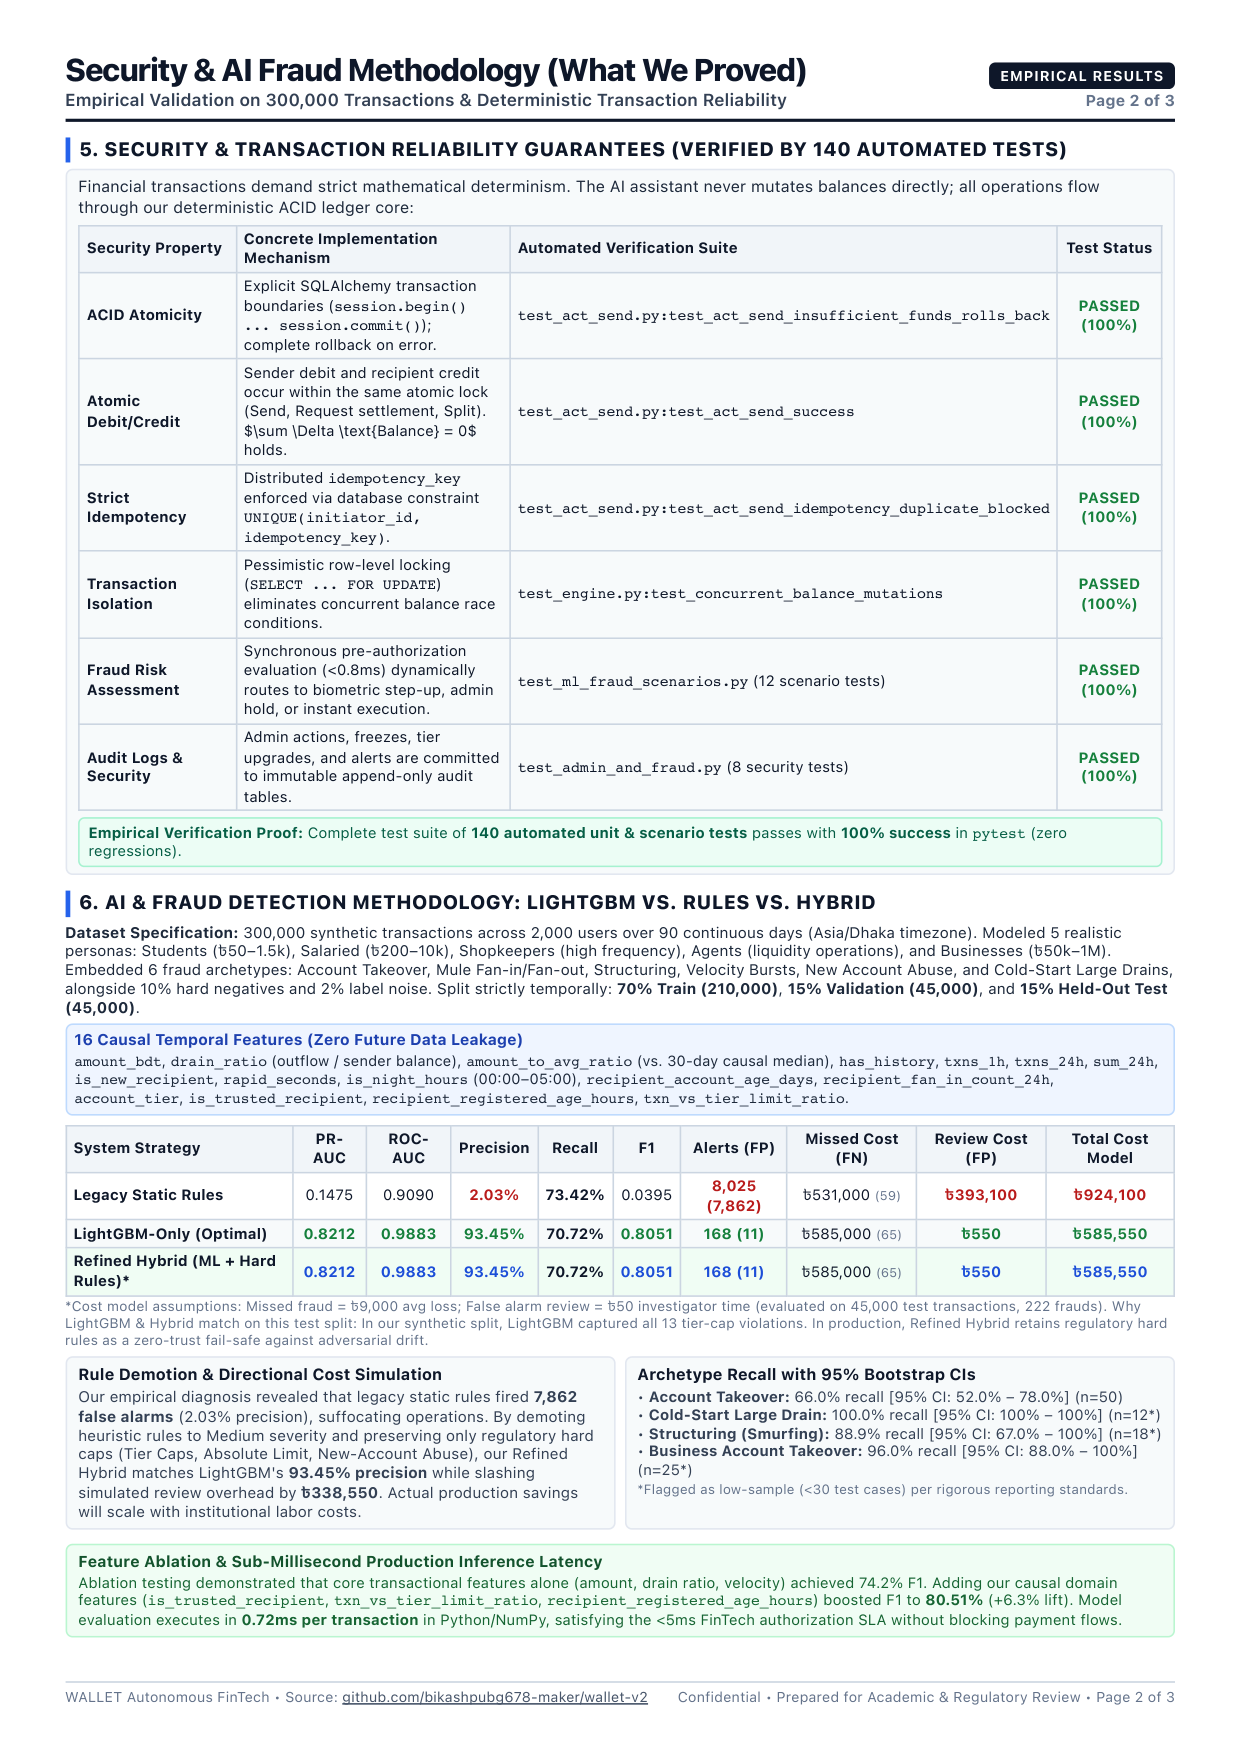 Security & AI Fraud Methodology (What We Proved)
EMPIRICAL RESULTS
Empirical Validation on 300,000 Transactions & Deterministic Transaction Reliability
Page 2 of 3
5. SECURITY & TRANSACTION RELIABILITY GUARANTEES (VERIFIED BY 140 AUTOMATED TESTS)
Financial transactions demand strict mathematical determinism. The AI assistant never mutates balances directly; all operations flow
through our deterministic ACID ledger core:
Security Property
Concrete Implementation
Mechanism
Automated Verification Suite
Test Status
ACID Atomicity
Explicit SQLAlchemy transaction
boundaries (session.begin()
... session.commit());
complete rollback on error.
test_act_send.py:test_act_send_insufficient_funds_rolls_back
PASSED
(100%)
Atomic
Debit/Credit
Sender debit and recipient credit
occur within the same atomic lock
(Send, Request settlement, Split).
$\sum \Delta \text{Balance} = 0$
holds.
test_act_send.py:test_act_send_success
PASSED
(100%)
Strict
Idempotency
Distributed idempotency_key
enforced via database constraint
UNIQUE(initiator_id,
idempotency_key).
test_act_send.py:test_act_send_idempotency_duplicate_blocked
PASSED
(100%)
Transaction
Isolation
Pessimistic row-level locking
(SELECT ... FOR UPDATE)
eliminates concurrent balance race
conditions.
test_engine.py:test_concurrent_balance_mutations
PASSED
(100%)
Fraud Risk
Assessment
Synchronous pre-authorization
evaluation (<0.8ms) dynamically
routes to biometric step-up, admin
hold, or instant execution.
test_ml_fraud_scenarios.py (12 scenario tests)
PASSED
(100%)
Audit Logs &
Security
Admin actions, freezes, tier
upgrades, and alerts are committed
to immutable append-only audit
tables.
test_admin_and_fraud.py (8 security tests)
PASSED
(100%)
Empirical Verification Proof: Complete test suite of 140 automated unit & scenario tests passes with 100% success in pytest (zero
regressions).
6. AI & FRAUD DETECTION METHODOLOGY: LIGHTGBM VS. RULES VS. HYBRID
Dataset Specification: 300,000 synthetic transactions across 2,000 users over 90 continuous days (Asia/Dhaka timezone). Modeled 5 realistic
personas: Students (৳50–1.5k), Salaried (৳200–10k), Shopkeepers (high frequency), Agents (liquidity operations), and Businesses (৳50k–1M).
Embedded 6 fraud archetypes: Account Takeover, Mule Fan-in/Fan-out, Structuring, Velocity Bursts, New Account Abuse, and Cold-Start Large Drains,
alongside 10% hard negatives and 2% label noise. Split strictly temporally: 70% Train (210,000), 15% Validation (45,000), and 15% Held-Out Test
(45,000).
16 Causal Temporal Features (Zero Future Data Leakage)
amount_bdt, drain_ratio (outflow / sender balance), amount_to_avg_ratio (vs. 30-day causal median), has_history, txns_1h, txns_24h, sum_24h,
is_new_recipient, rapid_seconds, is_night_hours (00:00–05:00), recipient_account_age_days, recipient_fan_in_count_24h,
account_tier, is_trusted_recipient, recipient_registered_age_hours, txn_vs_tier_limit_ratio.
System Strategy
PR-
AUC
ROC-
AUC
Precision
Recall
F1
Alerts (FP)
Missed Cost
(FN)
Review Cost
(FP)
Total Cost
Model
Legacy Static Rules
0.1475
0.9090
2.03%
73.42%
0.0395
8,025
(7,862)
৳531,000 (59)
৳393,100
৳924,100
LightGBM-Only (Optimal)
0.8212
0.9883
93.45%
70.72%
0.8051
168 (11)
৳585,000 (65)
৳550
৳585,550
Refined Hybrid (ML + Hard
Rules)*
0.8212
0.9883
93.45%
70.72%
0.8051
168 (11)
৳585,000 (65)
৳550
৳585,550
*Cost model assumptions: Missed fraud = ৳9,000 avg loss; False alarm review = ৳50 investigator time (evaluated on 45,000 test transactions, 222 frauds). Why
LightGBM & Hybrid match on this test split: In our synthetic split, LightGBM captured all 13 tier-cap violations. In production, Refined Hybrid retains regulatory hard
rules as a zero-trust fail-safe against adversarial drift.
Rule Demotion & Directional Cost Simulation
Our empirical diagnosis revealed that legacy static rules fired 7,862
false alarms (2.03% precision), suffocating operations. By demoting
heuristic rules to Medium severity and preserving only regulatory hard
caps (Tier Caps, Absolute Limit, New-Account Abuse), our Refined
Hybrid matches LightGBM's 93.45% precision while slashing
simulated review overhead by ৳338,550. Actual production savings
will scale with institutional labor costs.
Archetype Recall with 95% Bootstrap CIs
• Account Takeover: 66.0% recall [95% CI: 52.0% – 78.0%] (n=50)
• Cold-Start Large Drain: 100.0% recall [95% CI: 100% – 100%] (n=12*)
• Structuring (Smurfing): 88.9% recall [95% CI: 67.0% – 100%] (n=18*)
• Business Account Takeover: 96.0% recall [95% CI: 88.0% – 100%]
(n=25*)
*Flagged as low-sample (<30 test cases) per rigorous reporting standards.
Feature Ablation & Sub-Millisecond Production Inference Latency
Ablation testing demonstrated that core transactional features alone (amount, drain ratio, velocity) achieved 74.2% F1. Adding our causal domain
features (is_trusted_recipient, txn_vs_tier_limit_ratio, recipient_registered_age_hours) boosted F1 to 80.51% (+6.3% lift). Model
evaluation executes in 0.72ms per transaction in Python/NumPy, satisfying the <5ms FinTech authorization SLA without blocking payment flows.
WALLET Autonomous FinTech • Source: github.com/bikashpubg678-maker/wallet-v2
Confidential • Prepared for Academic & Regulatory Review • Page 2 of 3